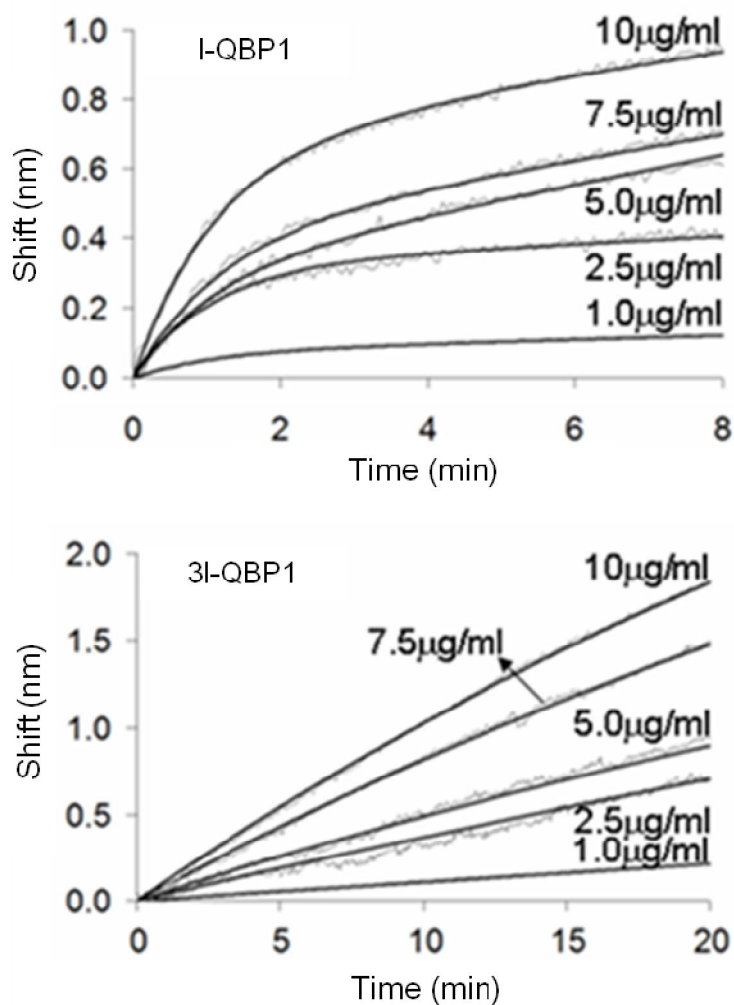 1.0
l-QBP1
10μg/ml
0.8
7.5μg/ml
0.6
5.0μg/ml
0.4
2.5μg/ml
0.2
1.0μg/ml
0.0
Shift (nm)
0 2 4 6 8
Time (min)
2.0
3l-QBP1
10μg/ml
1.5
7.5μg/ml
1.0
5.0μg/ml
0.5
2.5μg/ml
1.0μg/ml
0.0
Shift (nm)
0 5 10 15 20
Time (min)